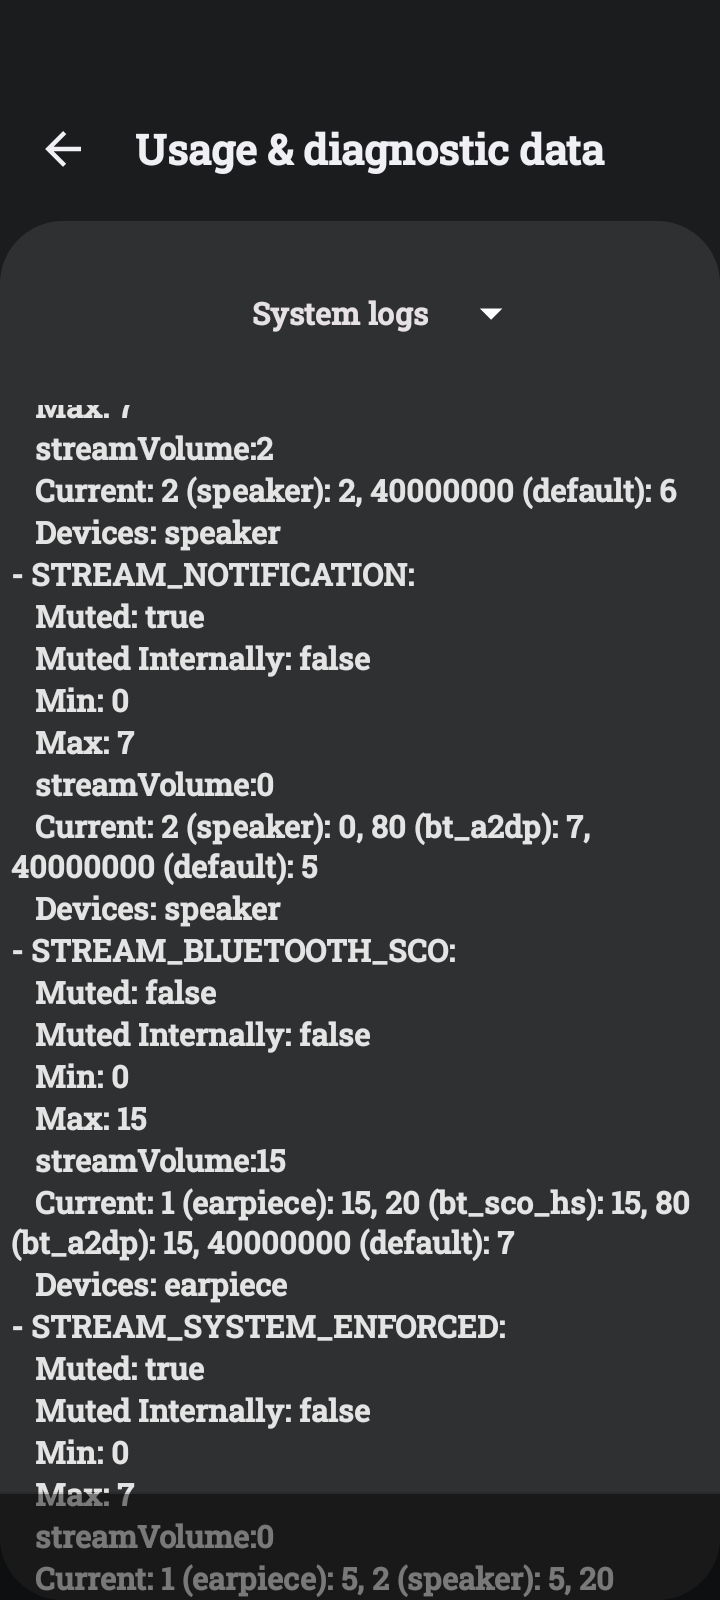 Usage & diagnostic data
System logs
Max: 7
streamVolume:2
Current: 2 (speaker): 2, 40000000 (default): 6
Devices: speaker
- STREAM_NOTIFICATION:
Muted: true
Muted Internally: false
Min: 0
Max: 7
streamVolume:0
Current: 2 (speaker): 0, 80 (bt_a2dp): 7,
40000000 (default): 5
Devices: speaker
- STREAM_BLUETOOTH_SCO:
Muted: false
Muted Internally: false
Min: 0
Max: 15
streamVolume:15
Current: 1 (earpiece): 15, 20 (bt_sco_hs): 15, 80
(bt_a2dp): 15, 40000000 (default): 7
Devices: earpiece
- STREAM_SYSTEM_ENFORCED:
Muted: true
Muted Internally: false
Min: 0
Max: 7
streamVolume:0
Current: 1 (earpiece): 5, 2 (speaker): 5, 20